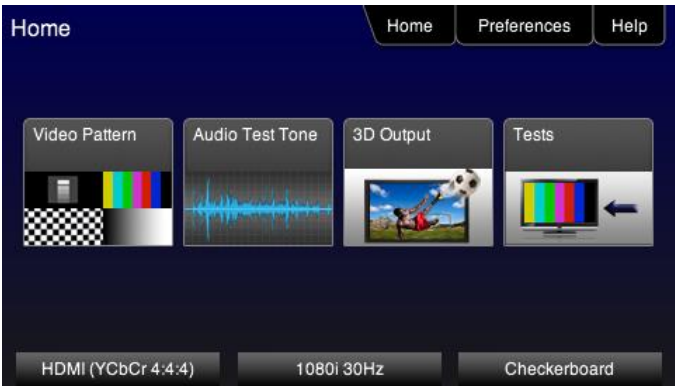 Home
Home
Preferences
Help
Video Pattern
Audio Test Tone
3D Output
Tests
HDMI (YCbCr 4:4:4)
1080i 30Hz
Checkerboard